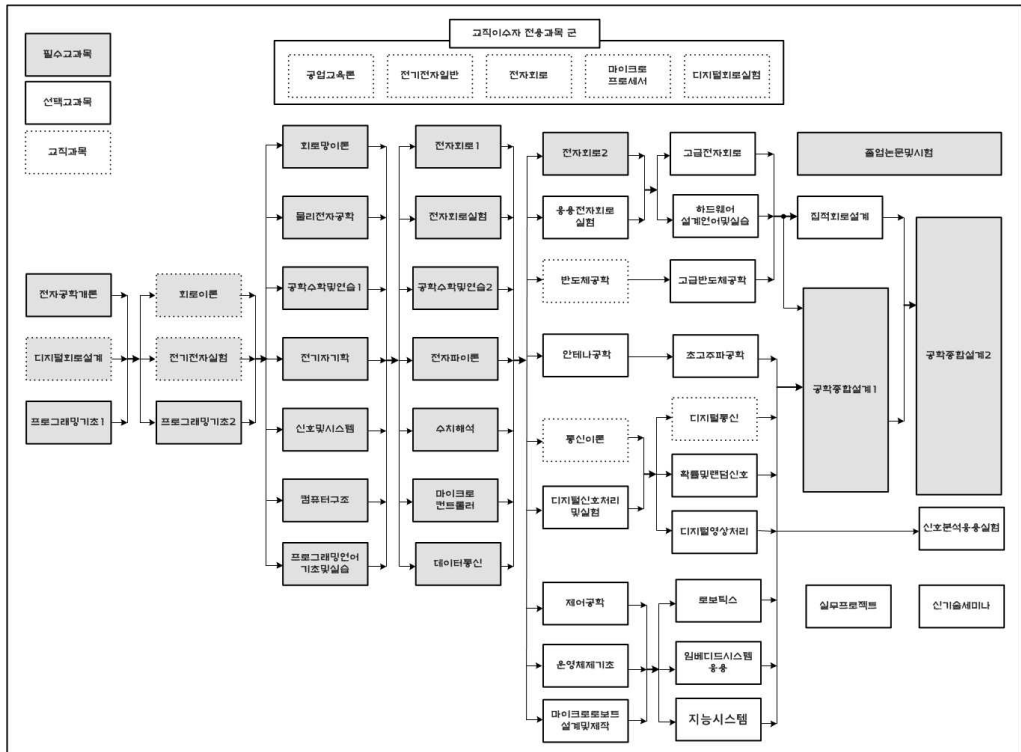 필수교과목
선택교과목
교직과목
교직이수자 전용과목 군
공업교육론
전기전자일반
전자회로
마이크로
프로세서
디지털회로실험
전자공학개론
디지털회로설계
프로그래밍기초1
회로이론
전기전자실험
프로그래밍기초2
회로망이론
물리전자공학
공학수학및연습1
전기자기학
신호및시스템
컴퓨터구조
프로그래밍언어
기초및실습
전자회로1
전자회로실험
공학수학및연습2
전자파이론
수치해석
마이크로
컨트롤러
데이터통신
전자회로2
응용전자회로
실험
반도체공학
안테나공학
통신이론
디지털신호처리
및실험
제어공학
운영체제기초
마이크로로보트
설계및제작
고급전자회로
하드웨어
설계언어및실습
고급반도체공학
초고주파공학
디지털통신
확률및랜덤신호
디지털영상처리
로보틱스
임베디드시스템
응용
지능시스템
졸업논문및시험
집적회로설계
공학종합설계1
공학종합설계2
신호분석응용실험
실무프로젝트
신기술세미나